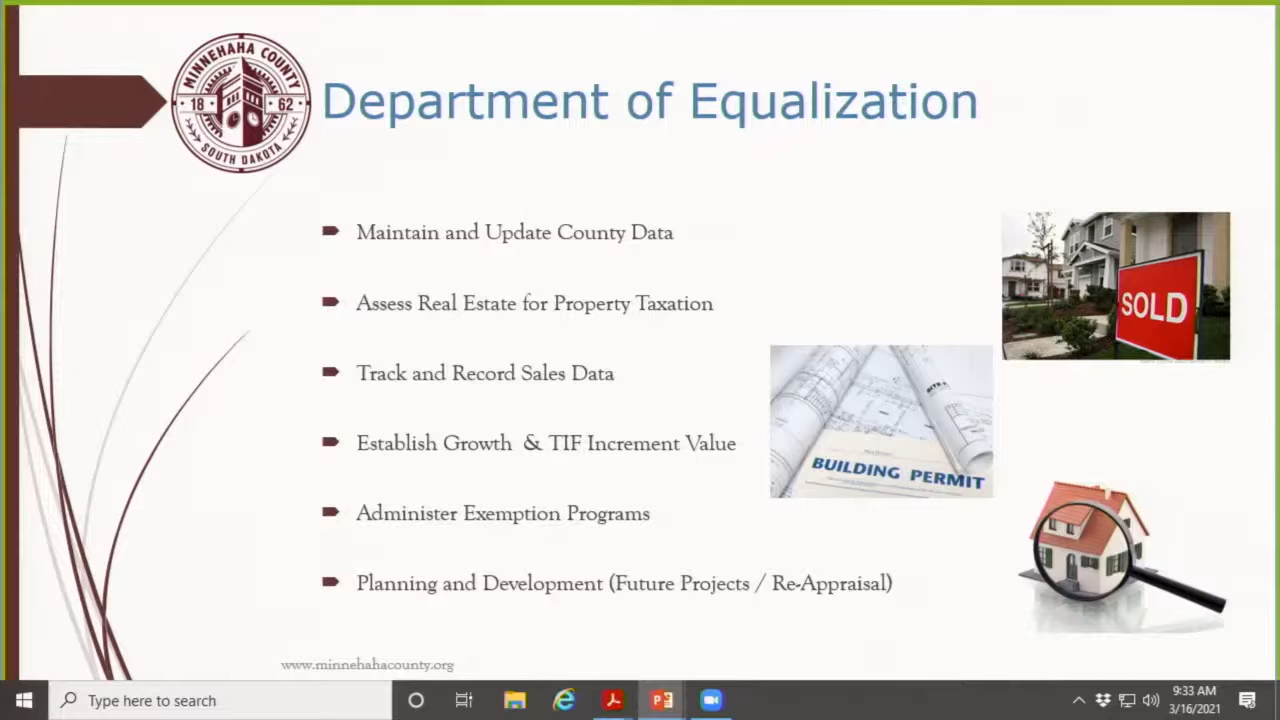 MINNEHAHA COUNTY
18 62
SOUTH DAKOTA
Department of Equalization
Maintain and Update County Data
Assess Real Estate for Property Taxation
Track and Record Sales Data
Establish Growth & TIF Increment Value
Administer Exemption Programs
Planning and Development (Future Projects / Re-Appraisal)
SOLD
BUILDING PERMIT
www.minnehahacounty.org
Type here to search
9:33 AM
3/16/2021